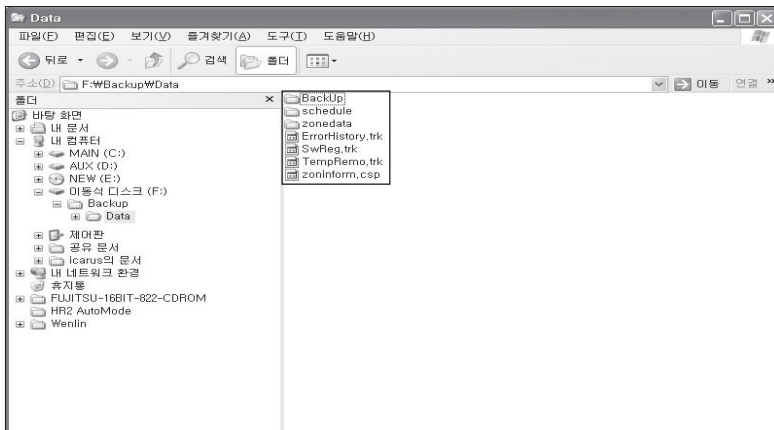 Data
파일(F) 편집(E) 보기(V) 즐겨찾기(A) 도구(T) 도움말(H)
뒤로 검색 폴더
주소(D) F:₩Backup₩Data 이동 연결 »
폴더 ×
바탕 화면
내 문서
내 컴퓨터
MAIN (C:)
AUX (D:)
NEW (E:)
이동식 디스크 (F:)
Backup
Data
제어판
공유 문서
icarus의 문서
내 네트워크 환경
휴지통
FUJITSU-16BIT-822-CDROM
HR2 AutoMode
Wenlin
BackUp
schedule
zonedata
ErrorHistory.trk
SwReg.trk
TempRemo.trk
zoninform.csp